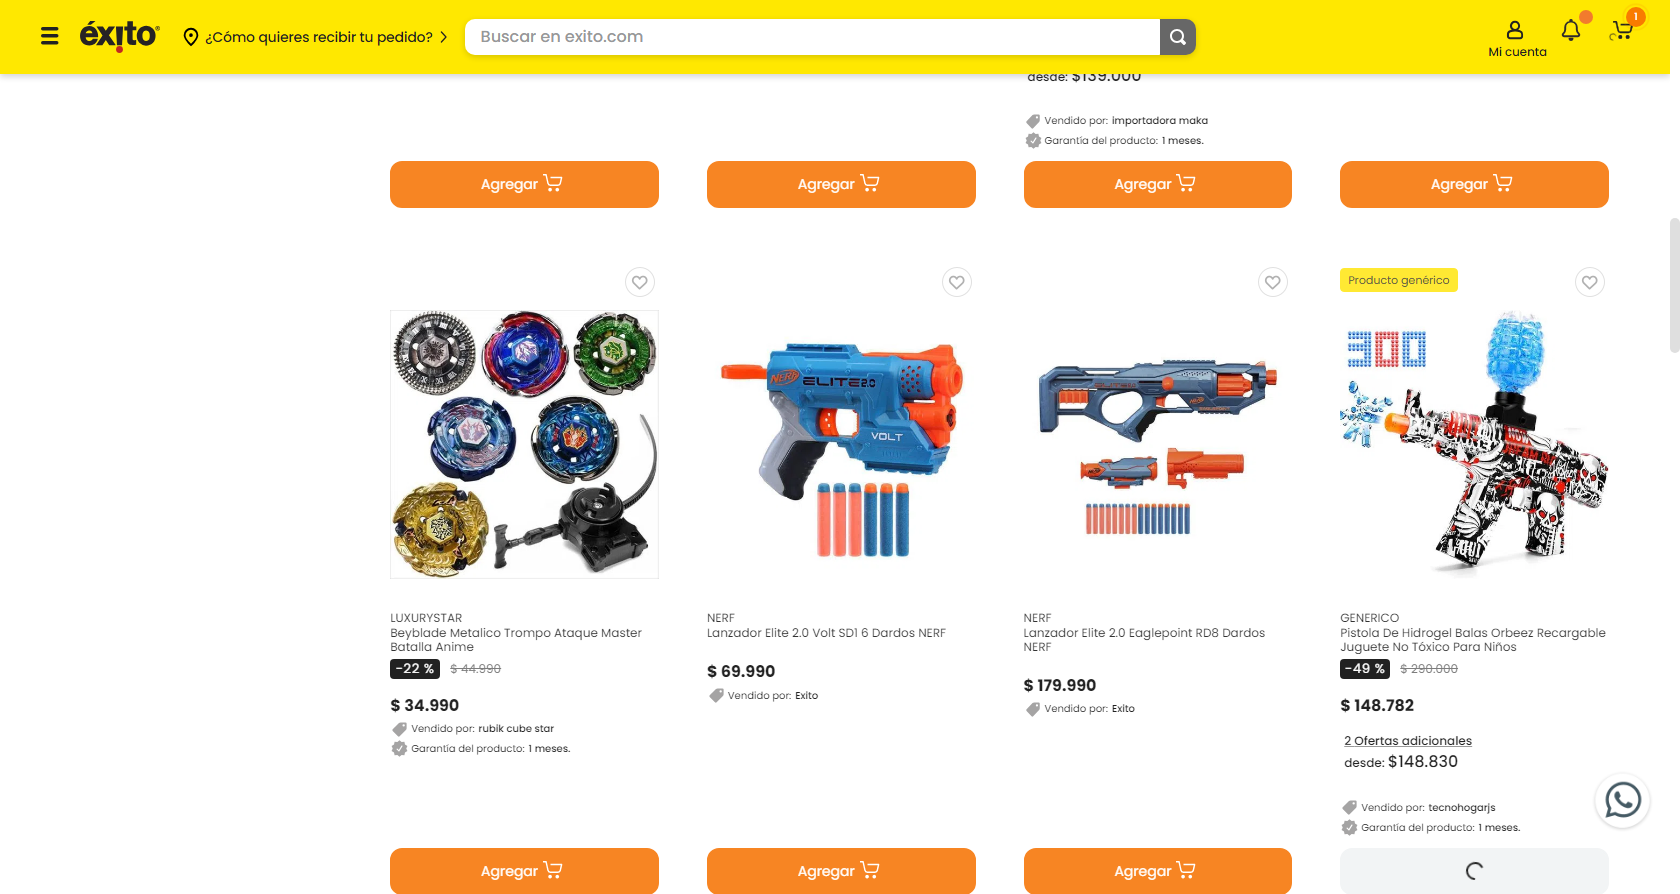 éxito
¿Cómo quieres recibir tu pedido?
Buscar en exito.com
Mi cuenta
1
desde: $139.000
Vendido por: importadora maka
Garantía del producto: 1 meses.
Agregar
Agregar
Agregar
Agregar
Producto genérico
NERF ELITE 2.0
VOLT
300
LUXURYSTAR
Beyblade Metalico Trompo Ataque Master
Batalla Anime
-22 % $ 44.990
$ 34.990
Vendido por: rubik cube star
Garantía del producto: 1 meses.
NERF
Lanzador Elite 2.0 Volt SD1 6 Dardos NERF
$ 69.990
Vendido por: Exito
NERF
Lanzador Elite 2.0 Eaglepoint RD8 Dardos
NERF
$ 179.990
Vendido por: Exito
GENERICO
Pistola De Hidrogel Balas Orbeez Recargable
Juguete No Tóxico Para Niños
-49 % $ 290.000
$ 148.782
2 Ofertas adicionales
desde: $148.830
Vendido por: tecnohogarjs
Garantía del producto: 1 meses.
Agregar
Agregar
Agregar